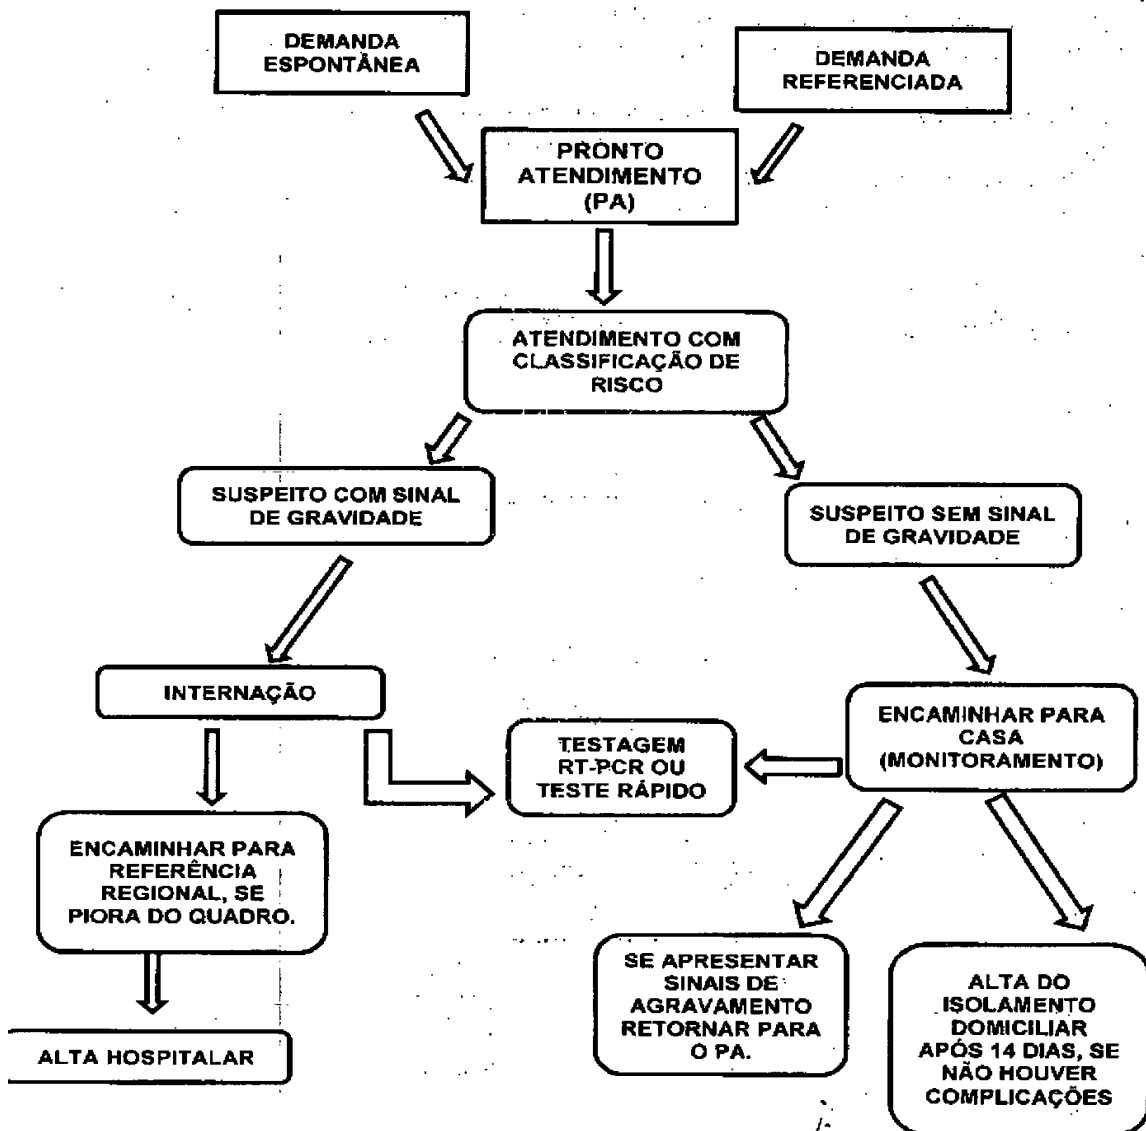 DEMANDA
ESPONTÂNEA
DEMANDA
REFERENCIADA
PRONTO
ATENDIMENTO
(PA)
ATENDIMENTO COM
CLASSIFICAÇÃO DE
RISCO
SUSPEITO COM SINAL
DE GRAVIDADE
SUSPEITO SEM SINAL
DE GRAVIDADE
INTERNAÇÃO
TESTAGEM
RT-PCR OU
TESTE RÁPIDO
ENCAMINHAR PARA
CASA
(MONITORAMENTO)
ENCAMINHAR PARA
REFERÊNCIA
REGIONAL, SE
PIORA DO QUADRO.
SE APRESENTAR
SINAIS DE
AGRAVAMENTO
RETORNAR PARA
O PA.
ALTA DO
ISOLAMENTO
DOMICILIAR
APÓS 14 DIAS, SE
NÃO HOUVER
COMPLICAÇÕES
ALTA HOSPITALAR